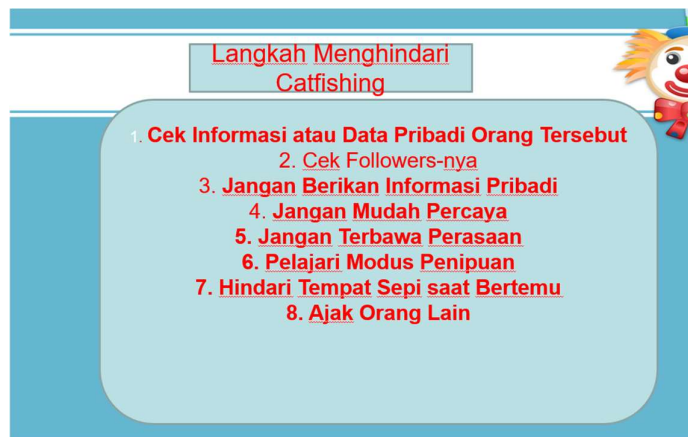 Langkah Menghindari
Catfishing
1. Cek Informasi atau Data Pribadi Orang Tersebut
2. Cek Followers-nya
3. Jangan Berikan Informasi Pribadi
4. Jangan Mudah Percaya
5. Jangan Terbawa Perasaan
6. Pelajari Modus Penipuan
7. Hindari Tempat Sepi saat Bertemu
8. Ajak Orang Lain